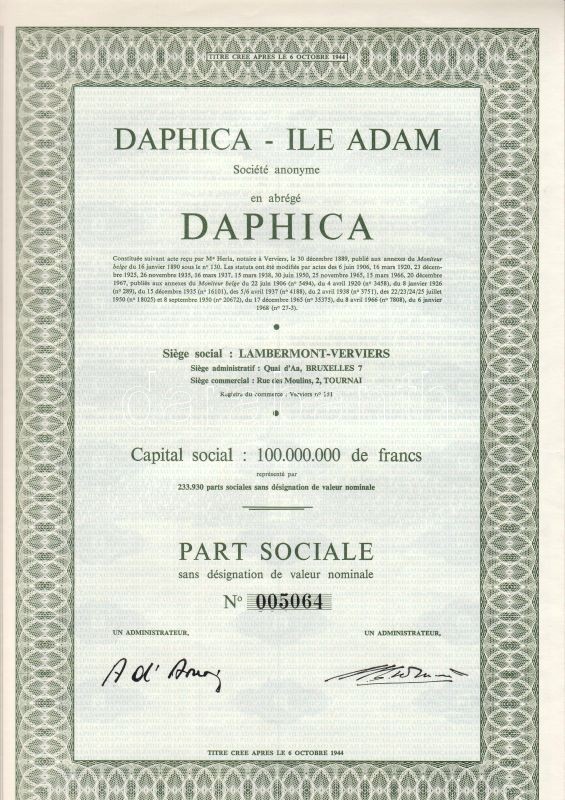 TITRE CREE APRES LE 6 OCTOBRE 1944
DAPHICA - ILE ADAM
Société anonyme
en abrégé
DAPHICA
Constituée suivant acte reçu par Me Herla, notaire à Verviers, le 30 décembre 1889, publié aux annexes du Moniteur
belge du 16 janvier 1890 sous le n° 130. Les statuts ont été modifiés par actes des 6 juin 1906, 16 mars 1920, 23 décem-
bre 1925, 26 novembre 1935, 16 mars 1937, 15 mars 1938, 30 juin 1950, 25 novembre 1965, 15 mars 1966, 20 décembre
1967, publiés aux annexes du Moniteur belge du 22 juin 1906 (n° 5494), du 4 avril 1920 (n° 3458), du 8 janvier 1926
(n° 289), du 15 décembre 1935 (n° 16101), des 5/6 avril 1937 (n° 4188), du 2 avril 1938 (n° 3751), des 22/23/24/25 juillet
1950 (n° 18025) et 8 septembre 1950 (n° 20672), du 17 décembre 1965 (n° 35375), du 8 avril 1966 (n° 7808), du 6 janvier
1968 (n° 27-3).
Siège social : LAMBERMONT-VERVIERS
Siège administratif : Quai d'Aa, BRUXELLES 7
Siège commercial : Rue des Moulins, 2, TOURNAI
Registre du commerce : Verviers n° 131
Capital social : 100.000.000 de francs
représenté par
233.930 parts sociales sans désignation de valeur nominale
PART SOCIALE
sans désignation de valeur nominale
N° 005064
UN ADMINISTRATEUR, UN ADMINISTRATEUR,
TITRE CREE APRES LE 6 OCTOBRE 1944